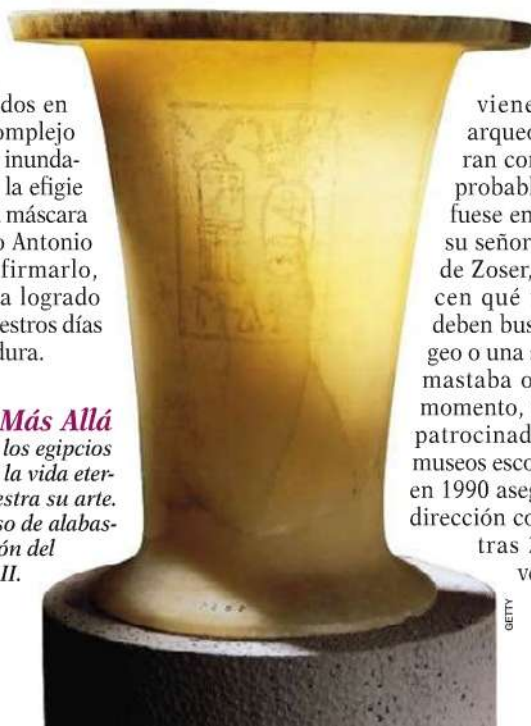 dos en
omplejo
inunda-
la efigie
máscara
o Antonio
firmarlo,
a logrado
estros días
dura.
Más Allá
los egipcios
la vida eter-
estra su arte.
so de alabas-
ón del
II.
viene
arqueo
ran con
probabl
fuese en
su señor
de Zoser,
cen qué
deben bus
geo o una s
mastaba o
momento,
patrocinad
museos esco
en 1990 aseg
dirección co
tras
ve
GETTY